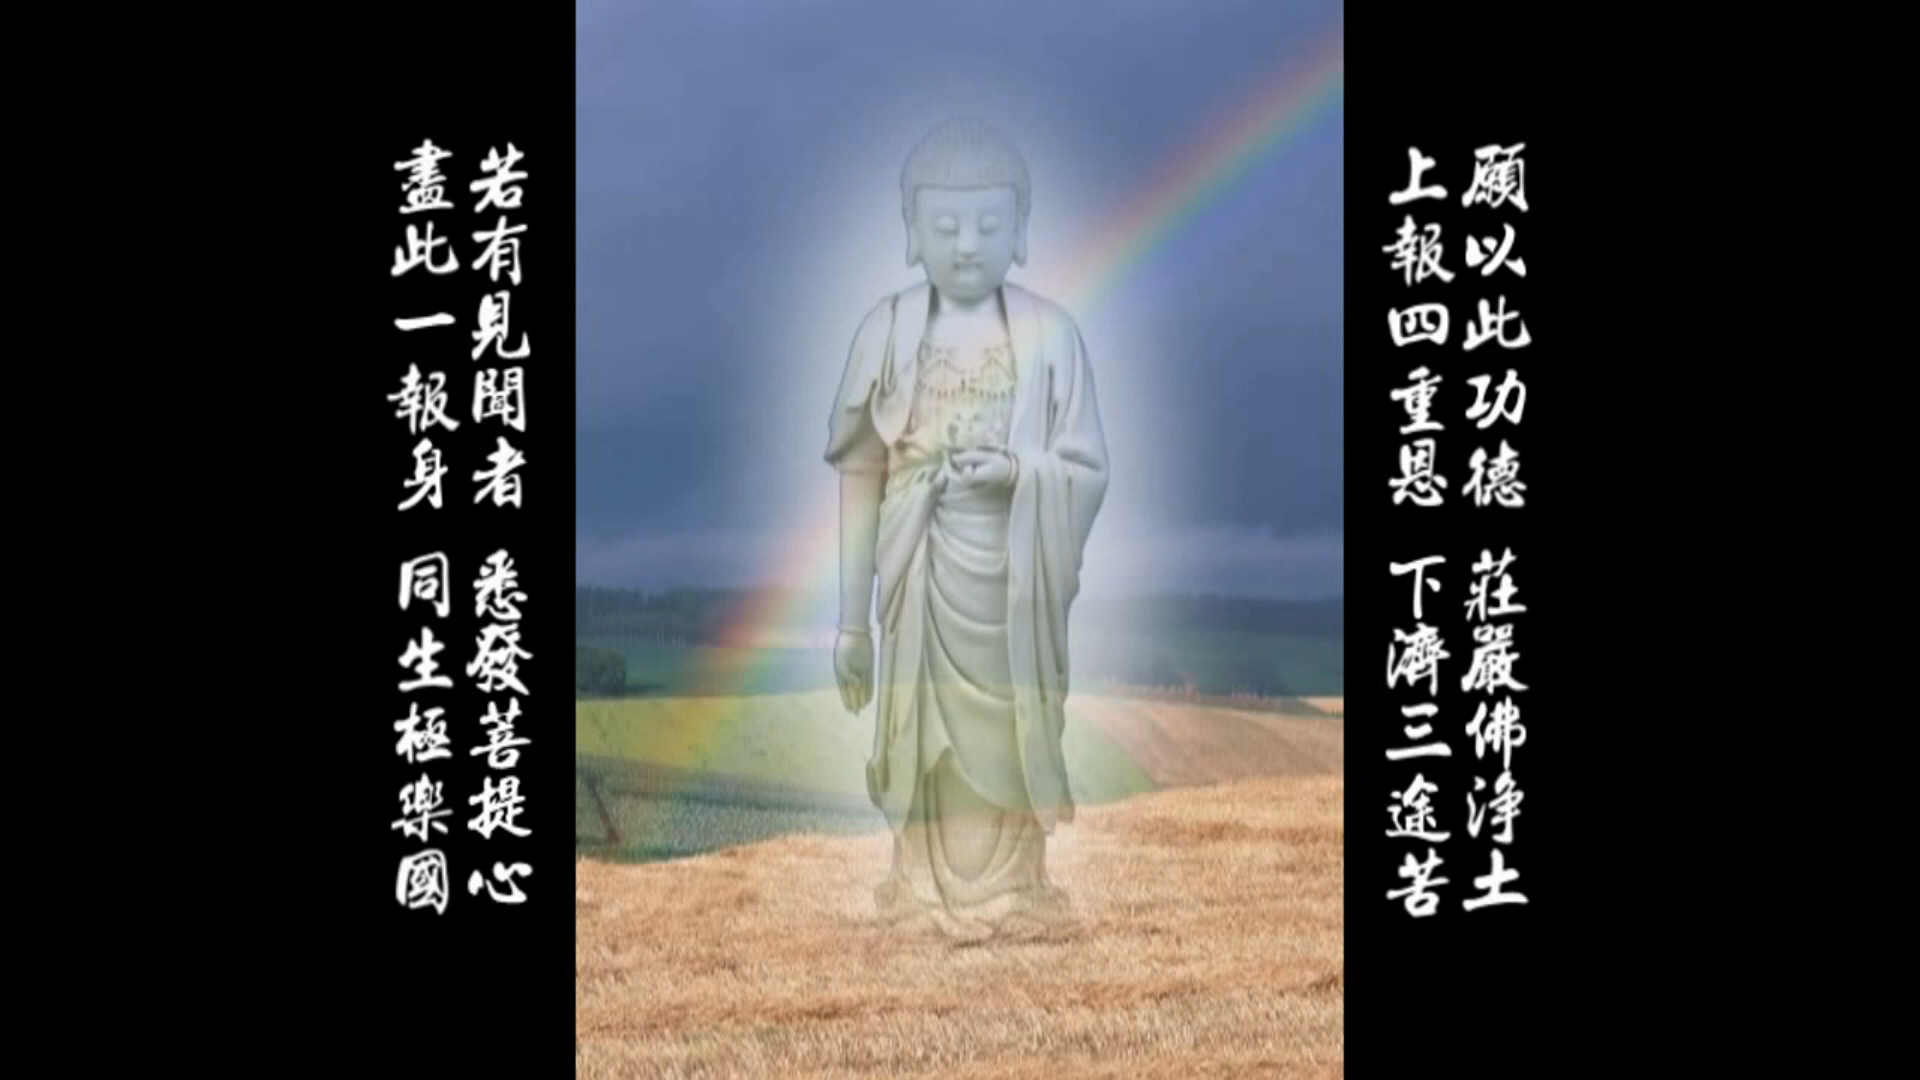 願以此功德 莊嚴佛淨土
上報四重恩 下濟三途苦
若有見聞者 悉發菩提心
盡此一報身 同生極樂國